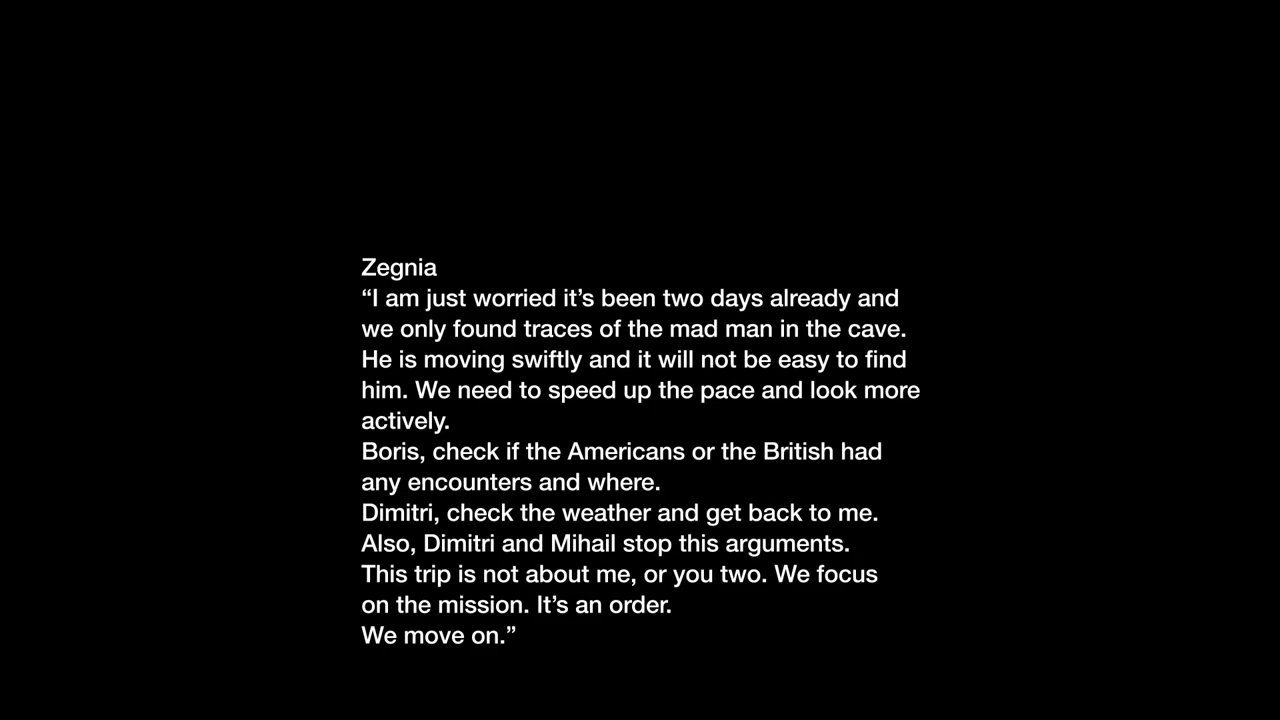 Zegnia
“I am just worried it’s been two days already and
we only found traces of the mad man in the cave.
He is moving swiftly and it will not be easy to find
him. We need to speed up the pace and look more
actively.
Boris, check if the Americans or the British had
any encounters and where.
Dimitri, check the weather and get back to me.
Also, Dimitri and Mihail stop this arguments.
This trip is not about me, or you two. We focus
on the mission. It’s an order.
We move on.”